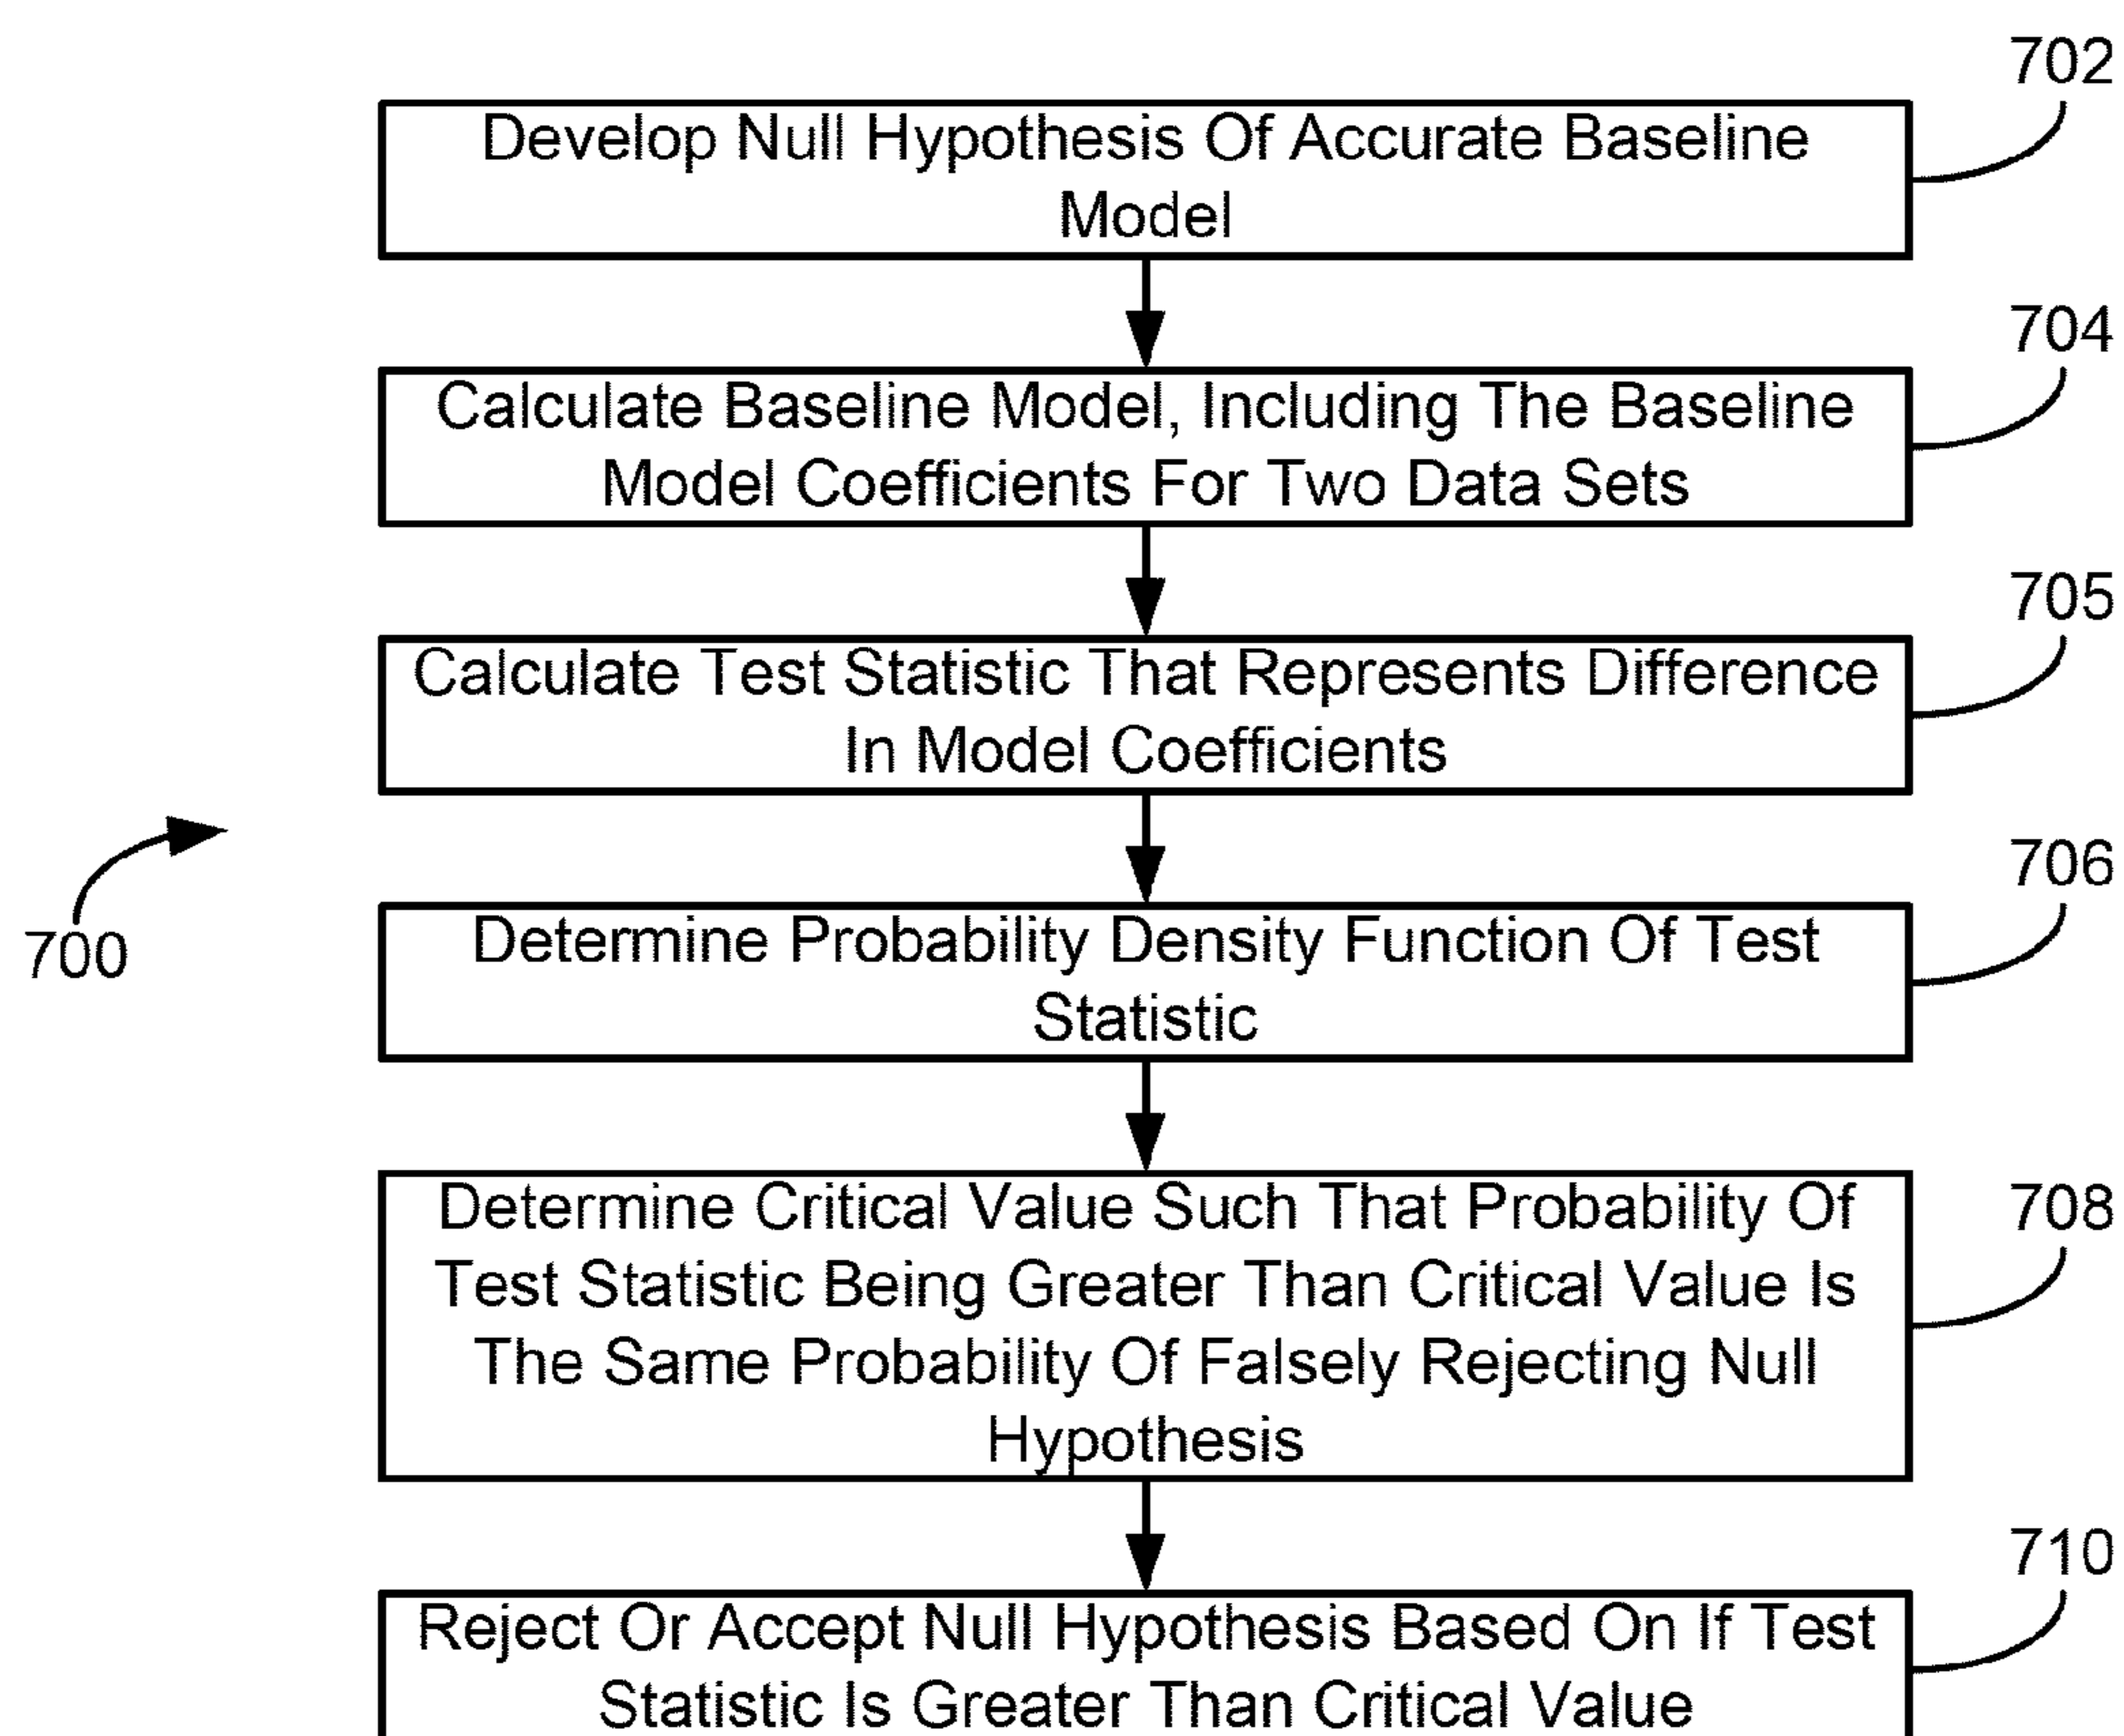 702
Develop Null Hypothesis Of Accurate Baseline
Model
704
Calculate Baseline Model, Including The Baseline
Model Coefficients For Two Data Sets
705
Calculate Test Statistic That Represents Difference
In Model Coefficients
700
706
Determine Probability Density Function Of Test
Statistic
708
Determine Critical Value Such That Probability Of
Test Statistic Being Greater Than Critical Value Is
The Same Probability Of Falsely Rejecting Null
Hypothesis
710
Reject Or Accept Null Hypothesis Based On If Test
Statistic Is Greater Than Critical Value